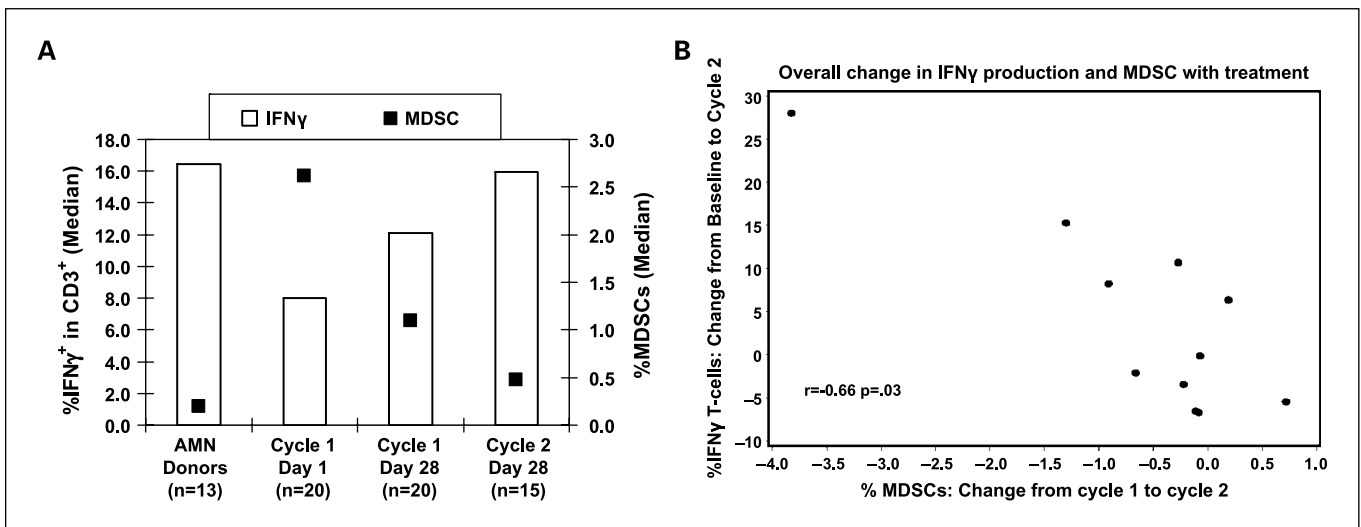 A
IFNγ
MDSC
%IFNγ+ in CD3+ (Median)
18.0
16.0
14.0
12.0
10.0
8.0
6.0
4.0
2.0
0.0
3.0
2.5
2.0
1.5
1.0
0.5
0.0
%MDSCs (Median)
AMN
Donors
(n=13)
Cycle 1
Day 1
(n=20)
Cycle 1
Day 28
(n=20)
Cycle 2
Day 28
(n=15)
B
Overall change in IFNγ production and MDSC with treatment
%IFNγ T-cells: Change from Baseline to Cycle 2
30
25
20
15
10
5
0
−5
−10
r=-0.66 p=.03
−4.0 −3.5 −3.0 −2.5 −2.0 −1.5 −1.0 −0.5 0.0 0.5 1.0
% MDSCs: Change from cycle 1 to cycle 2